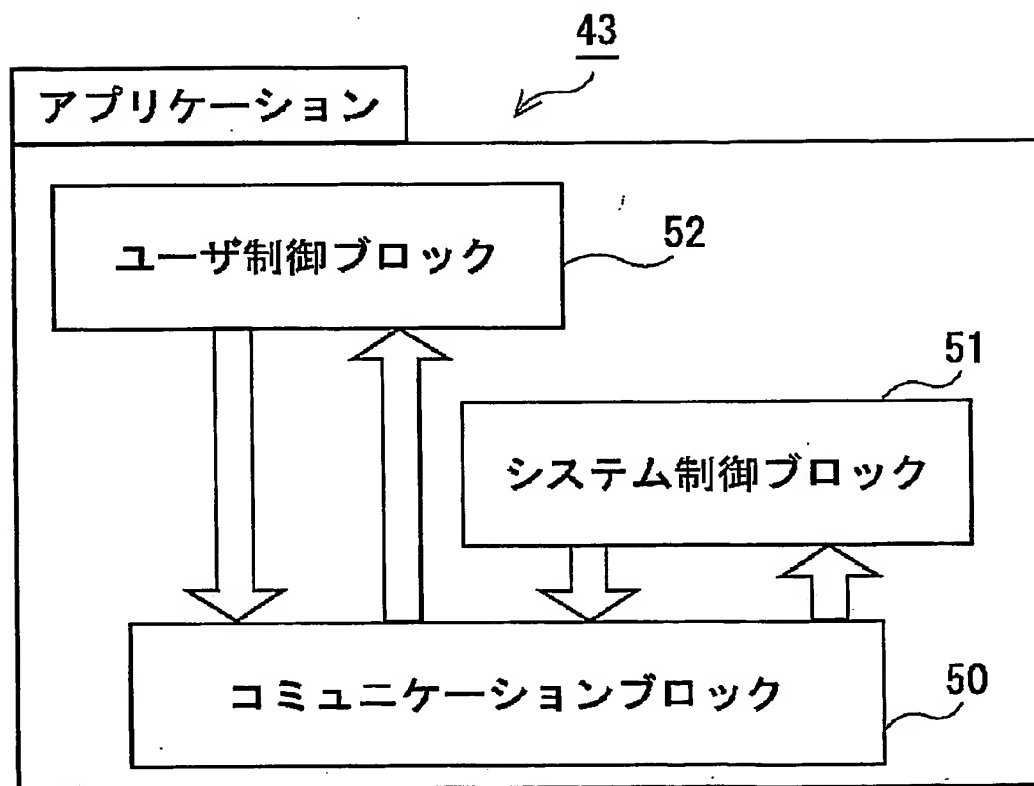 43
アプリケーション
ユーザ制御ブロック
52
51
システム制御ブロック
コミュニケーションブロック
50